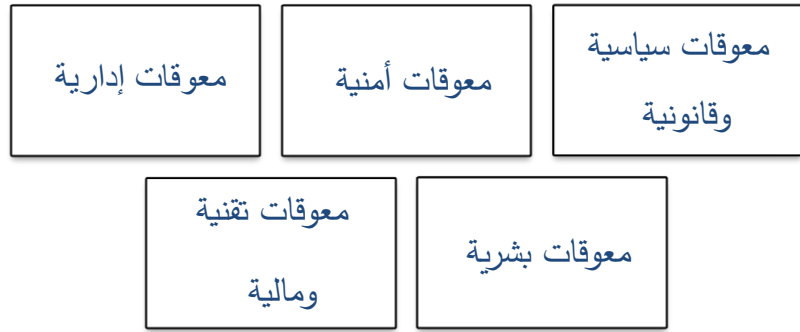 معوقات سياسية
وقانونية
معوقات أمنية
معوقات إدارية
معوقات بشرية
معوقات تقنية
ومالية